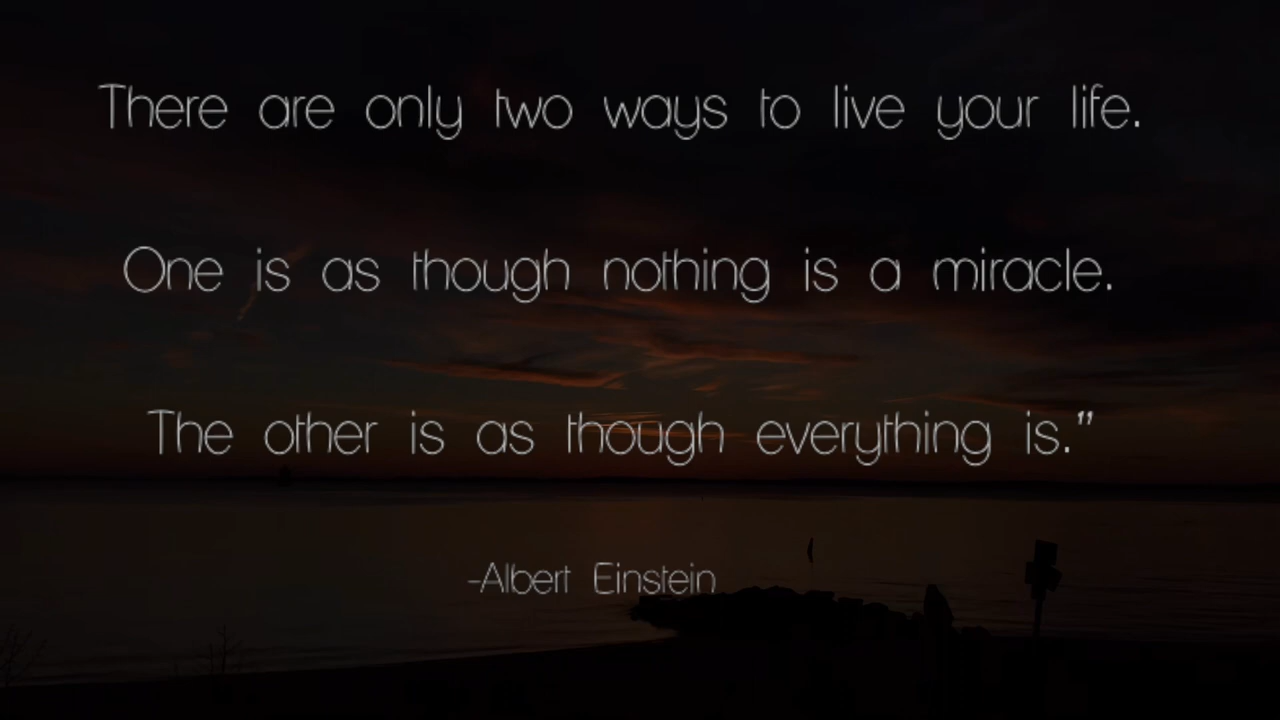 There are only two ways to live your life.
One is as though nothing is a miracle.
The other is as though everything is.”
-Albert Einstein